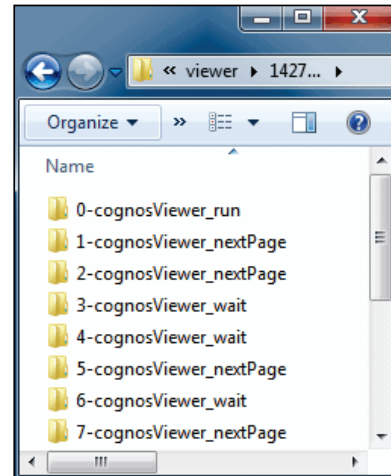 « viewer ▸ 1427... ▸
Organize ▾ »
Name
0-cognosViewer_run
1-cognosViewer_nextPage
2-cognosViewer_nextPage
3-cognosViewer_wait
4-cognosViewer_wait
5-cognosViewer_nextPage
6-cognosViewer_wait
7-cognosViewer_nextPage